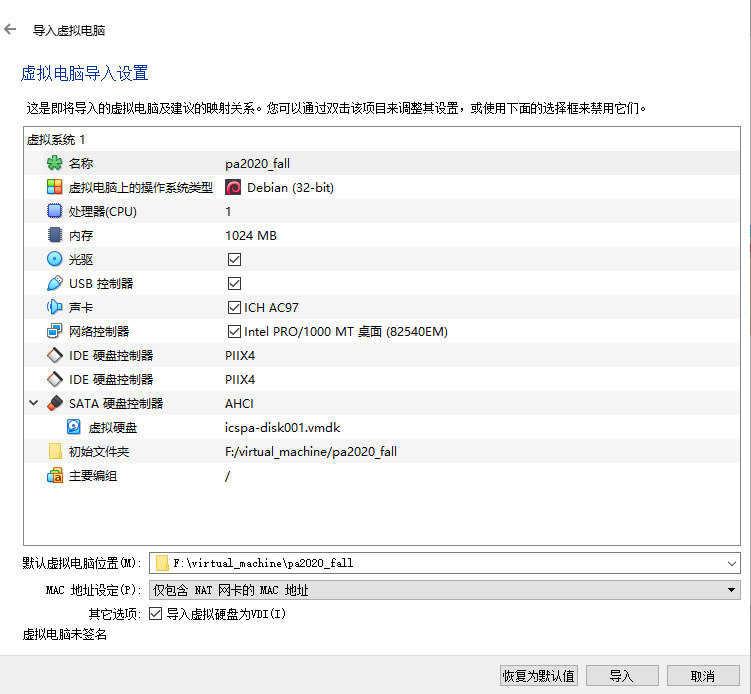 导入虚拟电脑
虚拟电脑导入设置
这是即将导入的虚拟电脑及建议的映射关系。您可以通过双击该项目来调整其设置，或使用下面的选择框来禁用它们。
虚拟系统 1
名称 pa2020_fall
虚拟电脑上的操作系统类型 Debian (32-bit)
处理器(CPU) 1
内存 1024 MB
光驱
USB 控制器
声卡 ICH AC97
网络控制器 Intel PRO/1000 MT 桌面 (82540EM)
IDE 硬盘控制器 PIIX4
IDE 硬盘控制器 PIIX4
SATA 硬盘控制器 AHCI
虚拟硬盘 icspa-disk001.vmdk
初始文件夹 F:/virtual_machine/pa2020_fall
主要编组 /
默认虚拟电脑位置(M): F:\virtual_machine\pa2020_fall
MAC 地址设定(P): 仅包含 NAT 网卡的 MAC 地址
其它选项: 导入虚拟硬盘为VDI(I)
虚拟电脑未签名
恢复为默认值 导入 取消